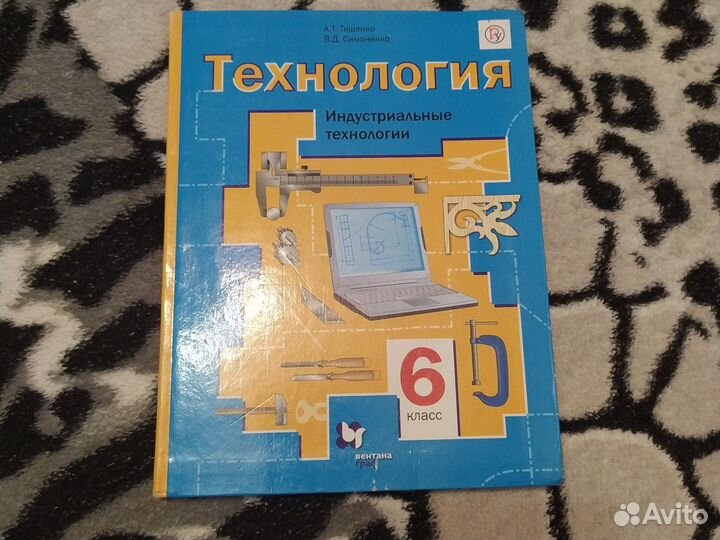 А.Т. Тищенко
В.Д. Симоненко
Технология
Индустриальные
технологии
6
класс
вентана
граф
Avito